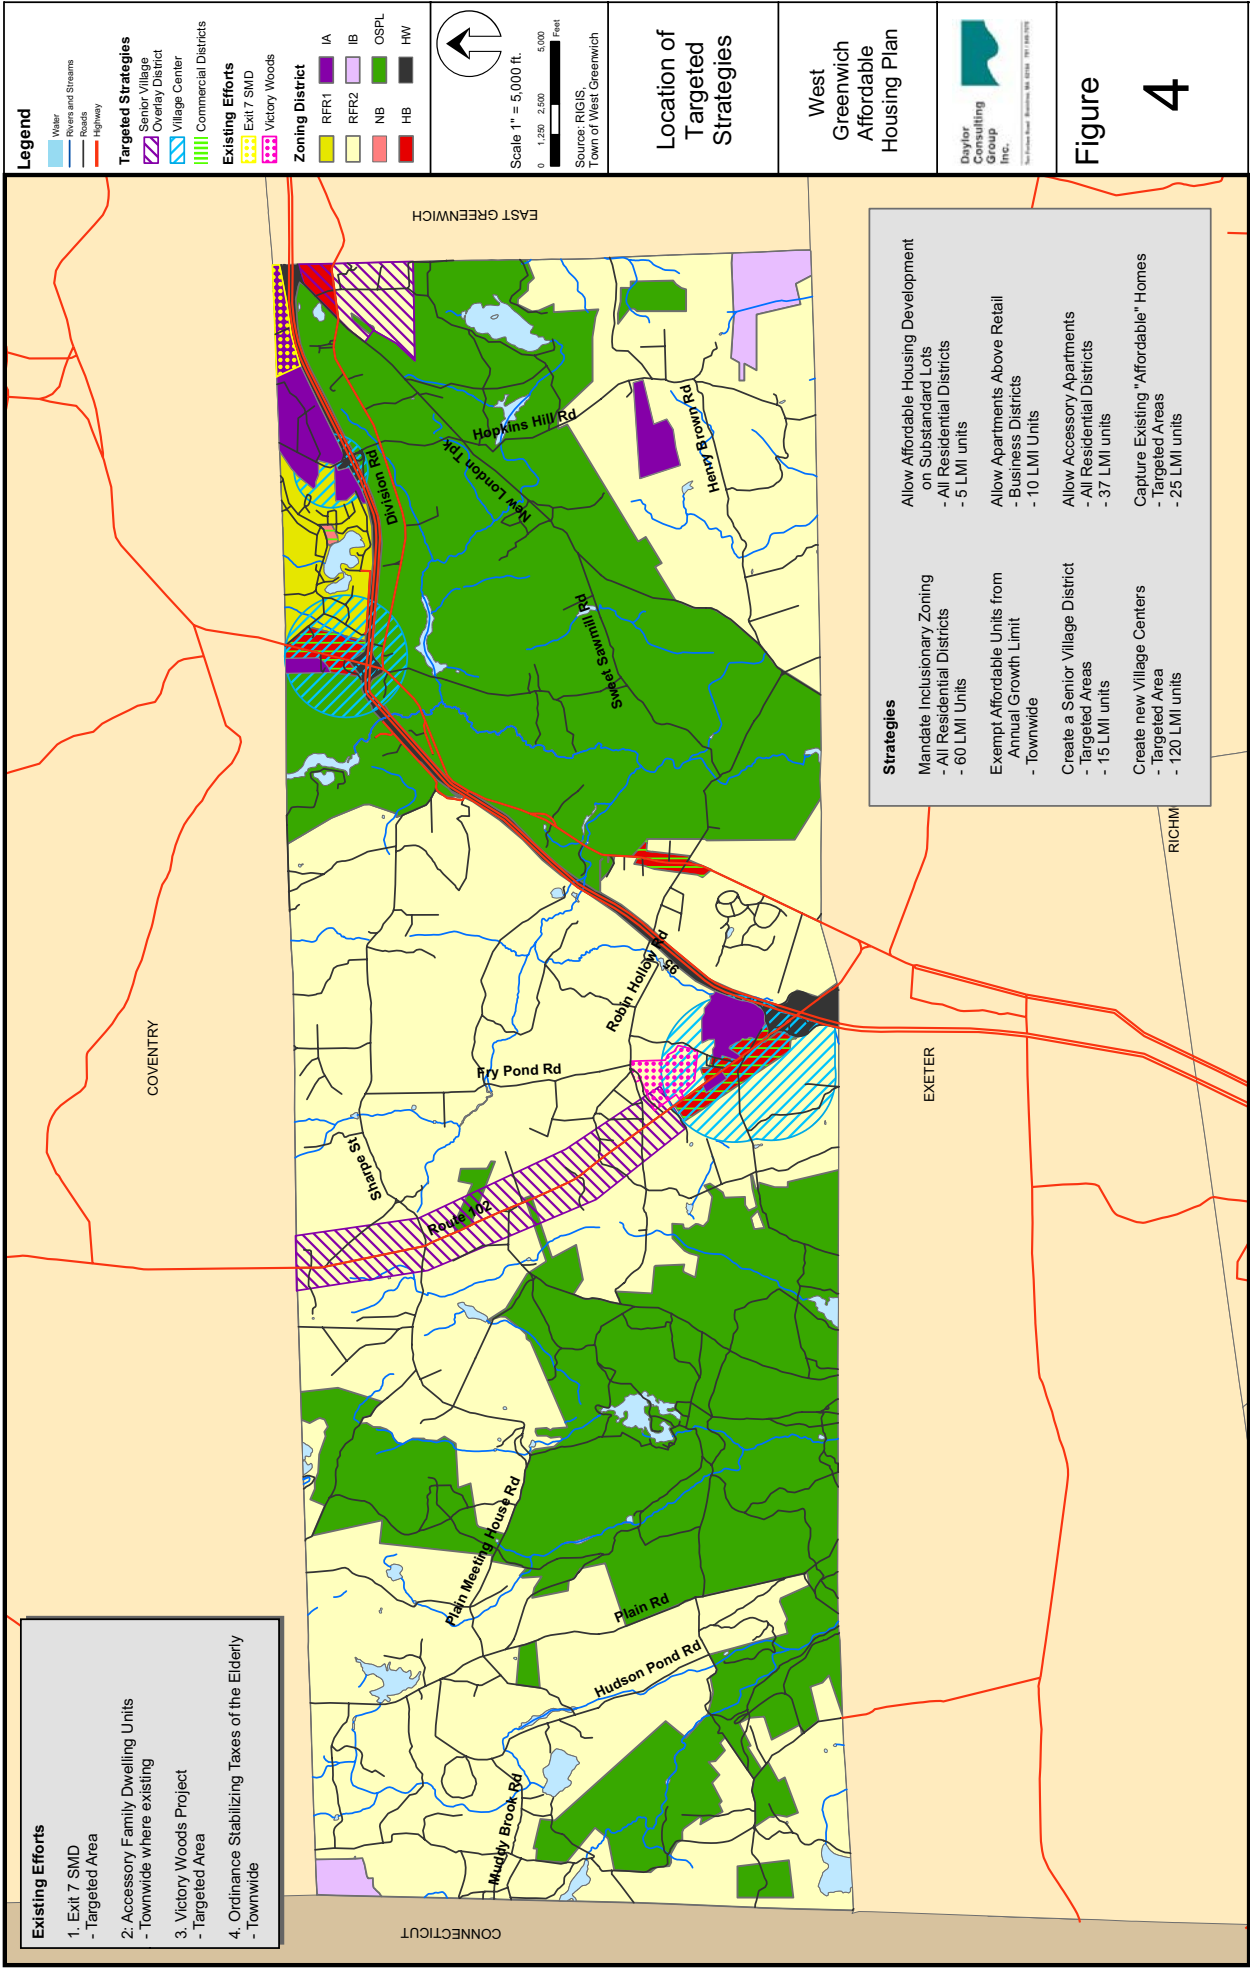 Existing Efforts
1. Exit 7 SMD
- Targeted Area
2: Accessory Family Dwelling Units
- Townwide where existing
3. Victory Woods Project
- Targeted Area
4. Ordinance Stabilizing Taxes of the Elderly
- Townwide
CONNECTICUT
COVENTRY
EAST GREENWICH
EXETER
RICHM
Muddy Brook Rd
Hudson Pond Rd
Plain Rd
Plain Meeting House Rd
Route 102
Sharpe St
Fry Pond Rd
Robin Hollow Rd
95
Sweet Sawmill Rd
New London Tpk
Division Rd
Hopkins Hill Rd
Henry Brown Rd
Strategies
Mandate Inclusionary Zoning
- All Residential Districts
- 60 LMI Units
Exempt Affordable Units from
Annual Growth Limit
- Townwide
Create a Senior Village District
- Targeted Areas
- 15 LMI units
Create new Village Centers
- Targeted Area
- 120 LMI units
Allow Affordable Housing Development
on Substandard Lots
- All Residential Districts
- 5 LMI units
Allow Apartments Above Retail
- Business Districts
- 10 LMI Units
Allow Accessory Apartments
- All Residential Districts
- 37 LMI units
Capture Existing "Affordable" Homes
- Targeted Areas
- 25 LMI units
Legend
Water
Rivers and Streams
Roads
Highway
Targeted Strategies
Senior Village
Overlay District
Village Center
Commercial Districts
Existing Efforts
Exit 7 SMD
Victory Woods
Zoning District
RFR1
IA
RFR2
IB
NB
OSPL
HB
HW
Scale 1" = 5,000 ft.
0 1,250 2,500 5,000
Feet
Source: RIGIS,
Town of West Greenwich
Location of
Targeted
Strategies
West
Greenwich
Affordable
Housing Plan
Daylor
Consulting
Group
Inc.
Figure
4